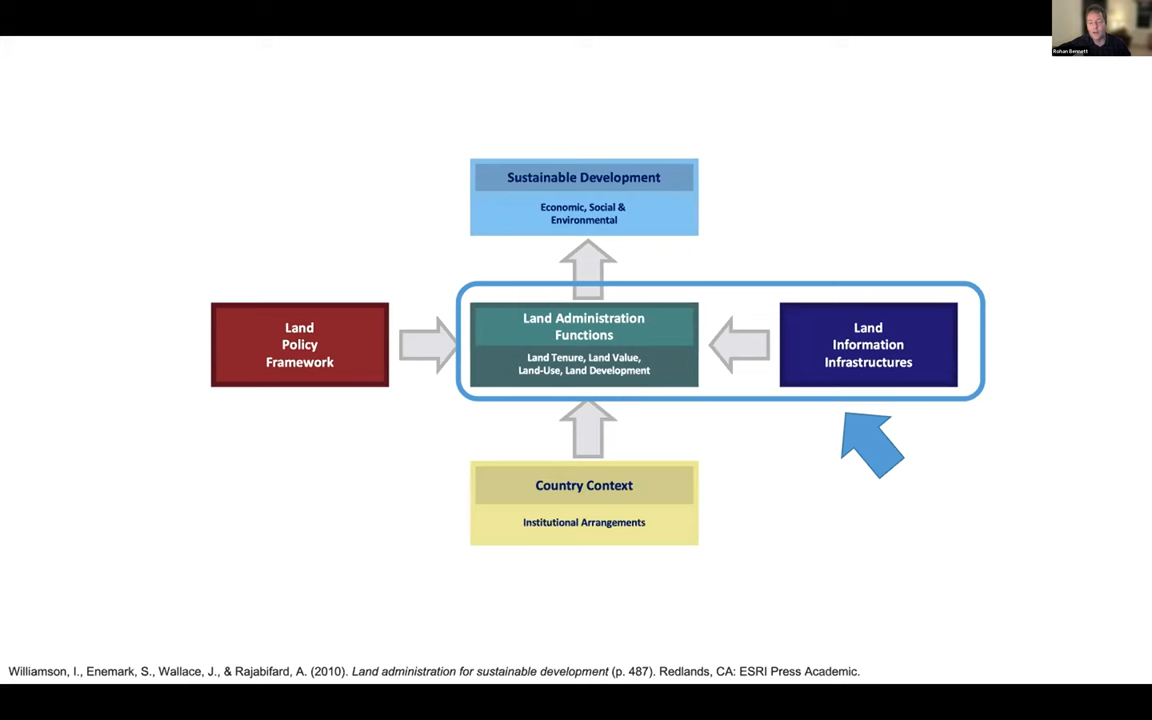 Rohan Bennett
Sustainable Development
Economic, Social &
Environmental
Land
Policy
Framework
Land Administration
Functions
Land Tenure, Land Value,
Land-Use, Land Development
Land
Information
Infrastructures
Country Context
Institutional Arrangements
Williamson, I., Enemark, S., Wallace, J., & Rajabifard, A. (2010). Land administration for sustainable development (p. 487). Redlands, CA: ESRI Press Academic.